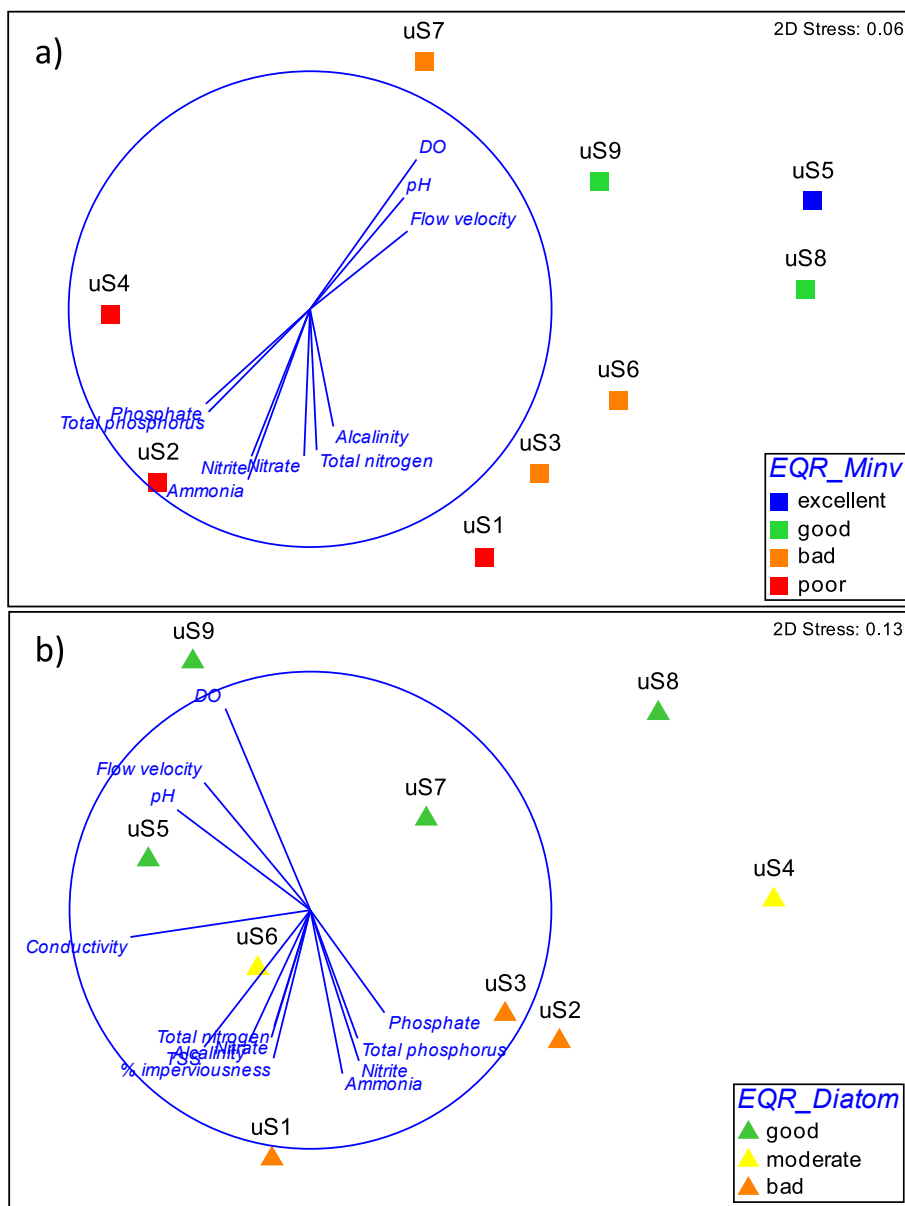 a)
2D Stress: 0.06
uS7
DO
uS9
pH
uS5
Flow velocity
uS8
uS4
uS6
Phosphate
Total phosphorus
Alcalinity
uS3
uS2
Nitrite
Nitrate
Total nitrogen
Ammonia
uS1
EQR_Minv
excellent
good
bad
poor
b)
2D Stress: 0.13
uS9
DO
uS8
Flow velocity
pH
uS7
uS5
uS4
Conductivity
uS6
uS3
uS2
Phosphate
Total nitrogen
Alcalinity
Nitrate
TSS
Total phosphorus
% imperviousness
Nitrite
Ammonia
uS1
EQR_Diatom
good
moderate
bad